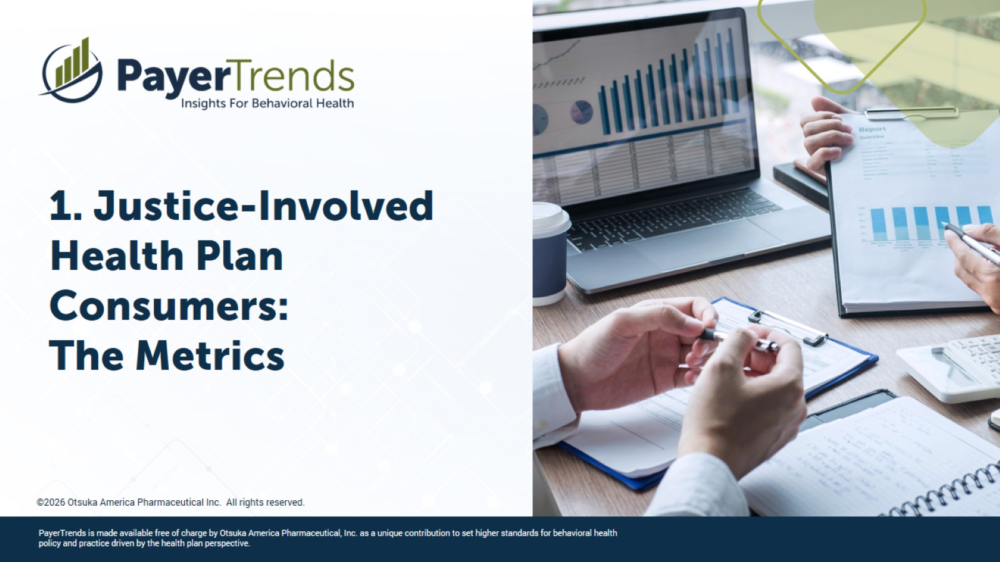 PayerTrends
Insights For Behavioral Health
Report
Overview
1. Justice-Involved
Health Plan
Consumers:
The Metrics
©2026 Otsuka America Pharmaceutical Inc. All rights reserved.
PayerTrends is made available free of charge by Otsuka America Pharmaceutical, Inc. as a unique contribution to set higher standards for behavioral health
policy and practice driven by the health plan perspective.